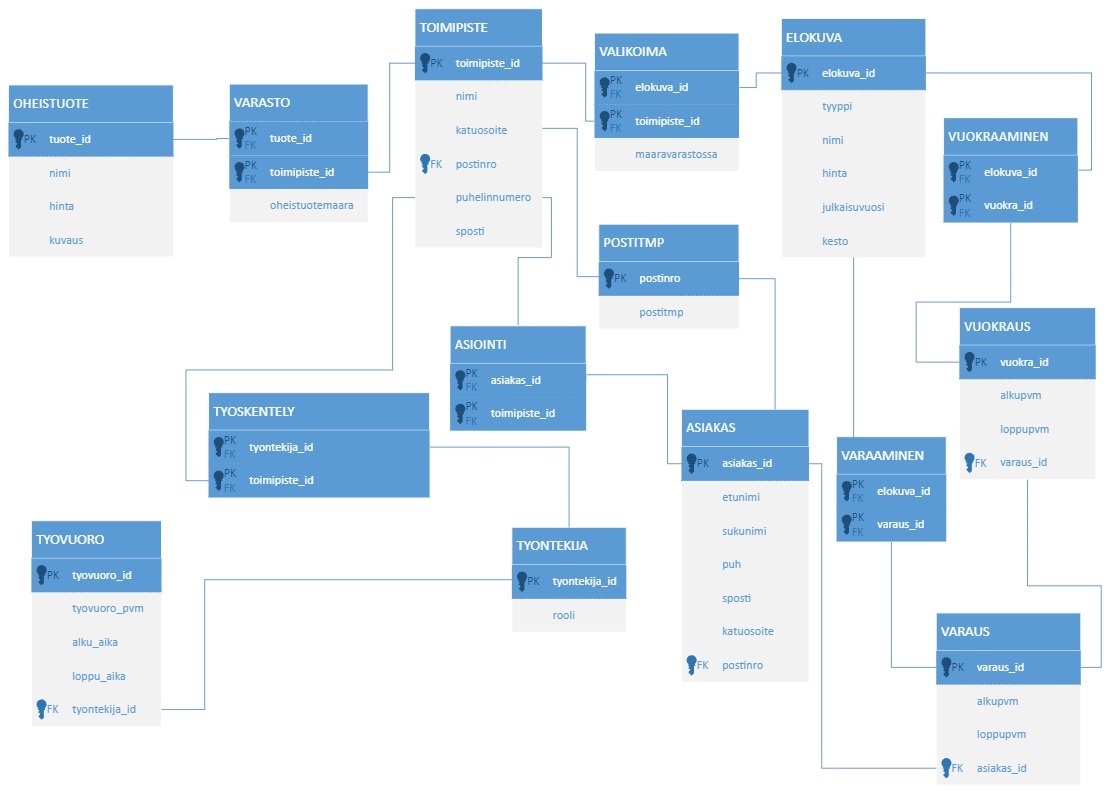 OHEISTUOTE
PK tuote_id
nimi
hinta
kuvaus
VARASTO
PK
FK
tuote_id
PK
FK
toimipiste_id
oheistuotemaara
TOIMIPISTE
PK toimipiste_id
nimi
katuosoite
FK postinro
puhelinnumero
sposti
VALIKOIMA
PK
FK
elokuva_id
PK
FK
toimipiste_id
maaravarastossa
ELOKUVA
PK elokuva_id
tyyppi
nimi
hinta
julkaisuvuosi
kesto
VUOKRAAMINEN
PK
FK
elokuva_id
PK
FK
vuokra_id
POSTITMP
PK postinro
postitmp
VUOKRAUS
PK vuokra_id
alkupvm
loppupvm
FK varaus_id
ASIOINTI
PK
FK
asiakas_id
PK
FK
toimipiste_id
TYOSKENTELY
PK
FK
tyontekija_id
PK
FK
toimipiste_id
ASIAKAS
PK asiakas_id
etunimi
sukunimi
puh
sposti
katuosoite
FK postinro
VARAAMINEN
PK
FK
elokuva_id
PK
FK
varaus_id
TYOVUORO
PK tyovuoro_id
tyovuoro_pvm
alku_aika
loppu_aika
FK tyontekija_id
TYONTEKIJA
PK tyontekija_id
rooli
VARAUS
PK varaus_id
alkupvm
loppupvm
FK asiakas_id